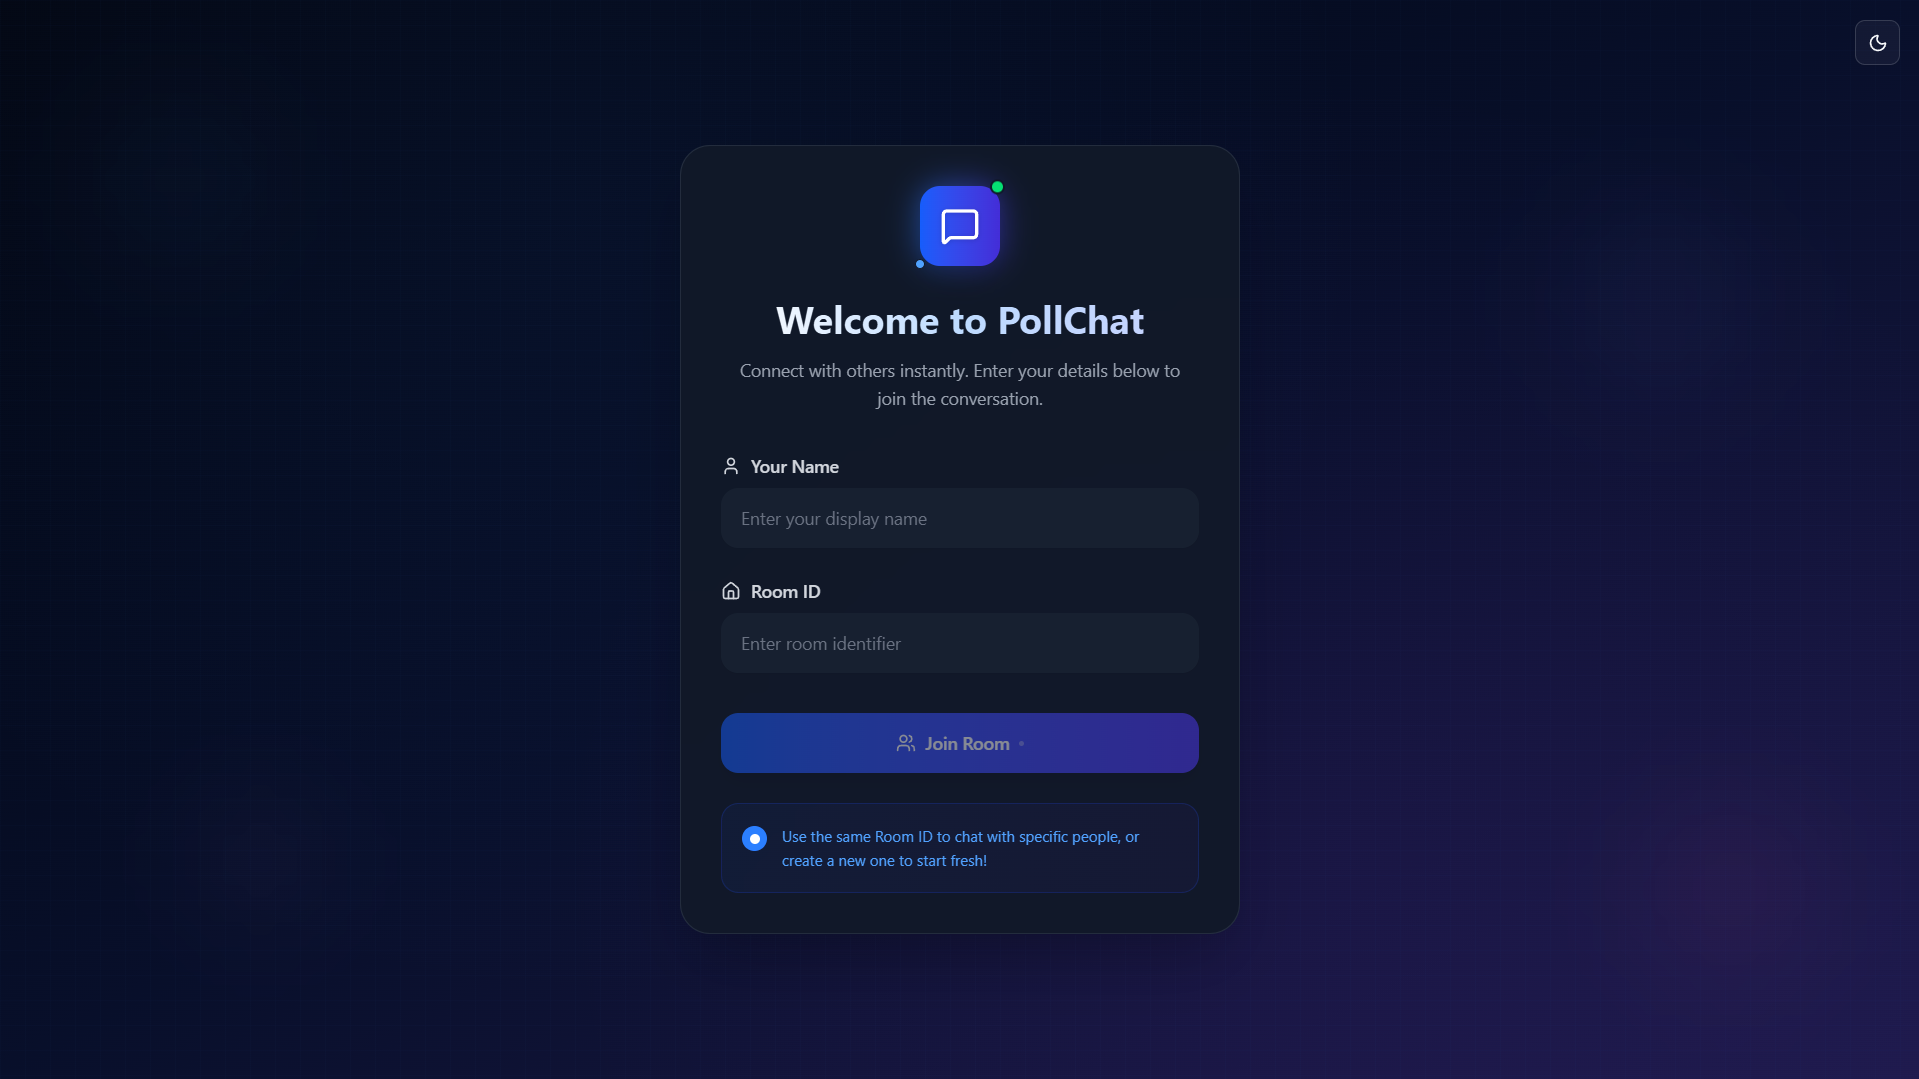 Welcome to PollChat
Connect with others instantly. Enter your details below to
join the conversation.
Your Name
Enter your display name
Room ID
Enter room identifier
Join Room •
Use the same Room ID to chat with specific people, or
create a new one to start fresh!